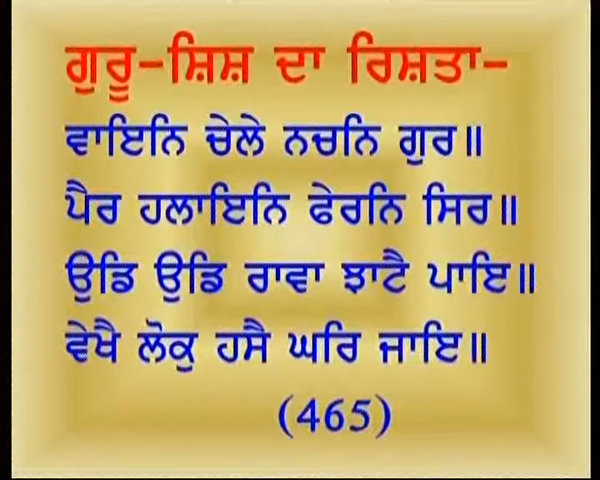 ਗੁਰੂ-ਸ਼ਿਸ਼ ਦਾ ਰਿਸ਼ਤਾ-
ਵਾਇਨਿ ਚੇਲੇ ਨਚਨਿ ਗੁਰ॥
ਪੈਰ ਹਲਾਇਨਿ ਫੇਰਨਿ ਸਿਰ॥
ਉਡਿ ਉਡਿ ਰਾਵਾ ਝਾਟੈ ਪਾਇ॥
ਵੇਖੈ ਲੋਕੁ ਹਸੈ ਘਰਿ ਜਾਇ॥
(465)